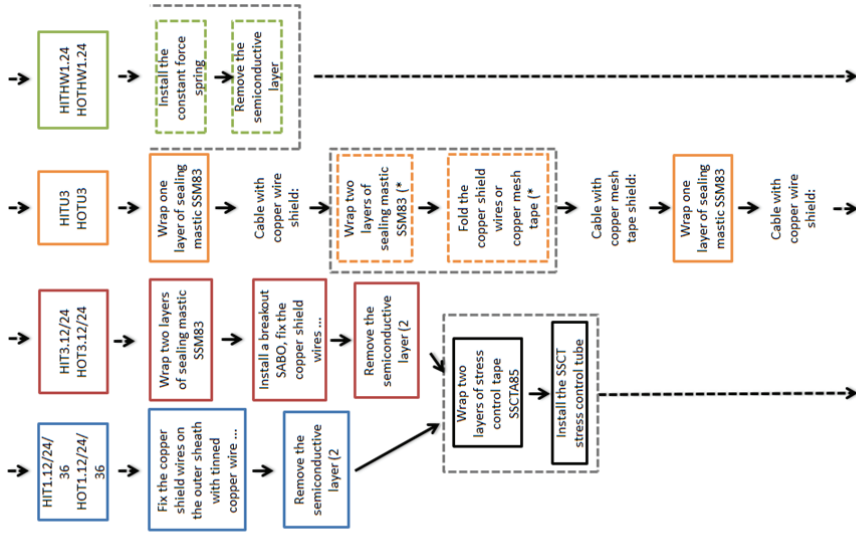 HITHW1.24
HOTHW1.24
Install the
constant force
spring
Remove the
semiconductive
layer
HITU3
HOTU3
Wrap one
layer of sealing
mastic SSM83
Cable with
copper wire
shield:
Wrap two
layers of
sealing mastic
SSM83 (*
Fold the
copper shield
wires or
copper mesh
tape (*
Cable with
copper mesh
tape shield:
Wrap one
layer of sealing
mastic SSM83
Cable with
copper wire
shield:
HIT3.12/24
HOT3.12/24
Wrap two layers
of sealing mastic
SSM83
Install a breakout
SABO, fix the
copper shield
wires ...
Remove the
semiconductive
layer (2
HIT1.12/24/
36
HOT1.12/24/
36
Fix the copper
shield wires on
the outer sheath
with tinned
copper wire ...
Remove the
semiconductive
layer (2
Wrap two
layers of stress
control tape
SSCTA85
Install the SSCT
stress control tube